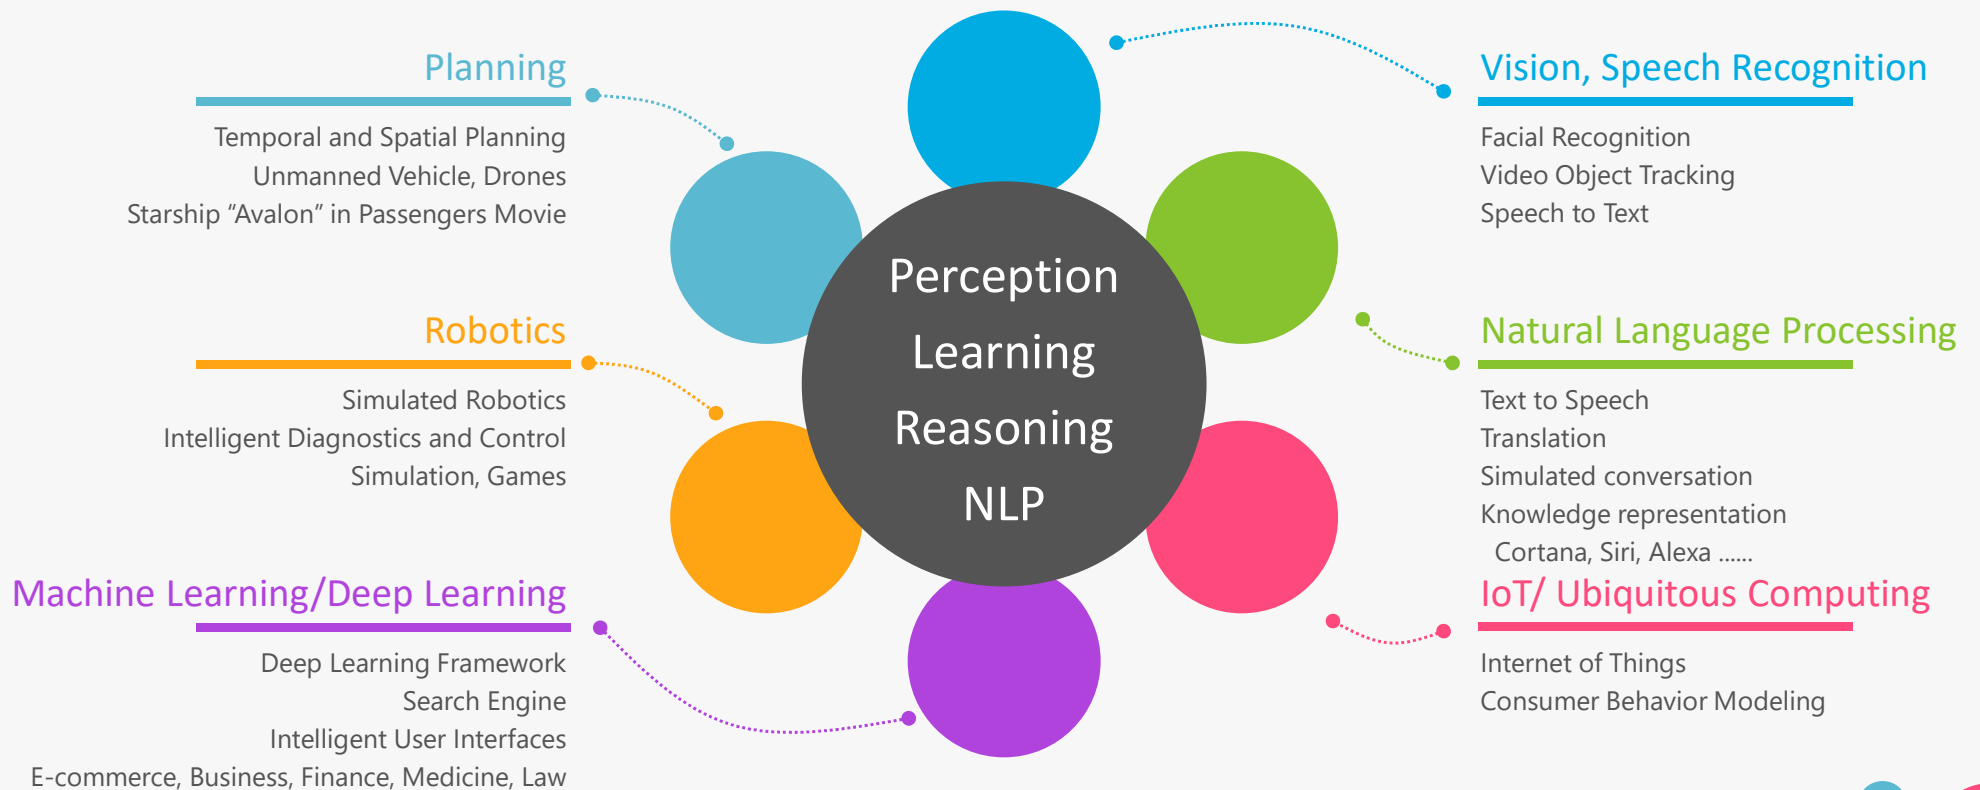 Planning
Temporal and Spatial Planning
Unmanned Vehicle, Drones
Starship “Avalon” in Passengers Movie
Robotics
Simulated Robotics
Intelligent Diagnostics and Control
Simulation, Games
Machine Learning/Deep Learning
Deep Learning Framework
Search Engine
Intelligent User Interfaces
E-commerce, Business, Finance, Medicine, Law
Perception
Learning
Reasoning
NLP
Vision, Speech Recognition
Facial Recognition
Video Object Tracking
Speech to Text
Natural Language Processing
Text to Speech
Translation
Simulated conversation
Knowledge representation
Cortana, Siri, Alexa ......
IoT/ Ubiquitous Computing
Internet of Things
Consumer Behavior Modeling